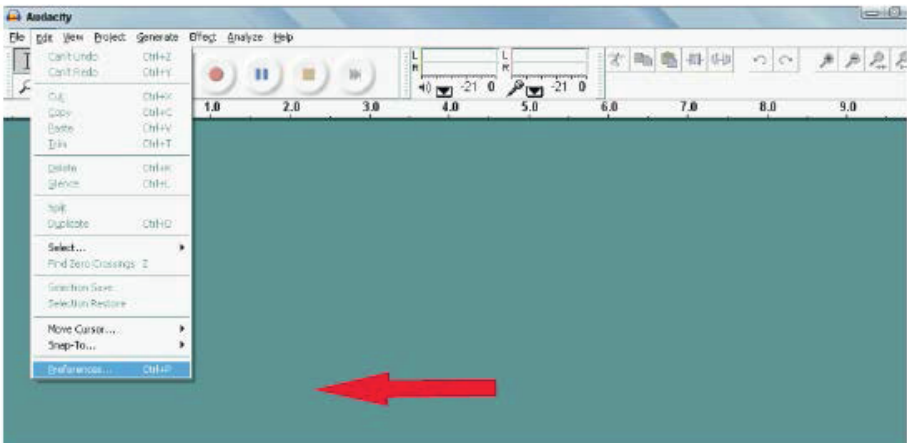 Audacity
File Edit View Project Generate Effect Analyze Help
Can't Undo Ctrl+Z
Can't Redo Ctrl+Y
Cut Ctrl+X
Copy Ctrl+C
Paste Ctrl+V
Trim Ctrl+T
Delete Ctrl+K
Silence Ctrl+L
Split
Duplicate Ctrl+D
Select...
Find Zero Crossings Z
Selection Save
Selection Restore
Move Cursor...
Snap-To...
Preferences... Ctrl+P
L
R
-21 0
L
R
-21 0
1.0 2.0 3.0 4.0 5.0 6.0 7.0 8.0 9.0